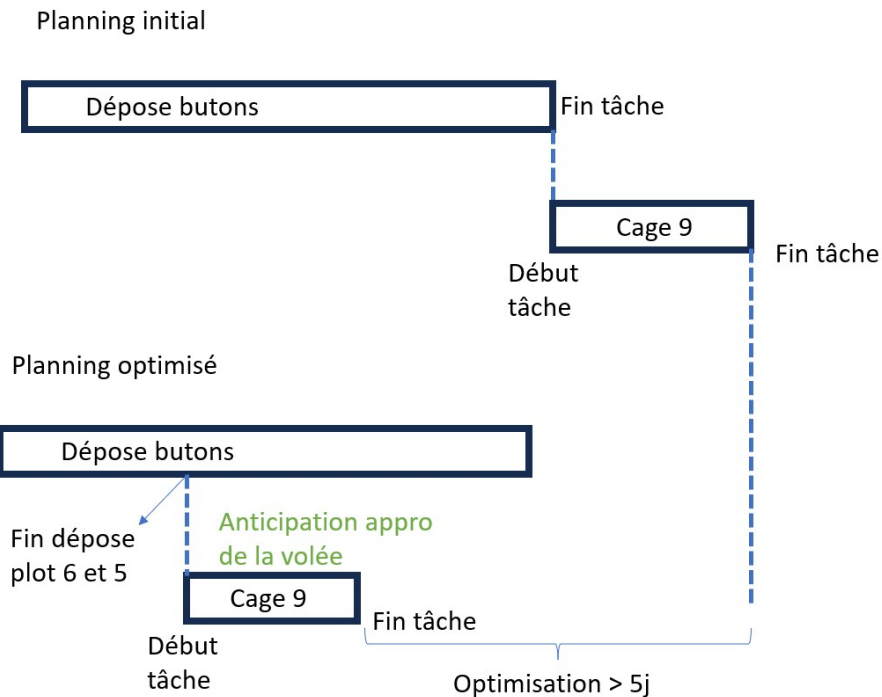 Planning initial
Dépose butons
Fin tâche
Cage 9
Fin tâche
Début
tâche
Planning optimisé
Dépose butons
Fin dépose
plot 6 et 5
Anticipation appro
de la volée
Cage 9
Fin tâche
Début
tâche
Optimisation > 5j